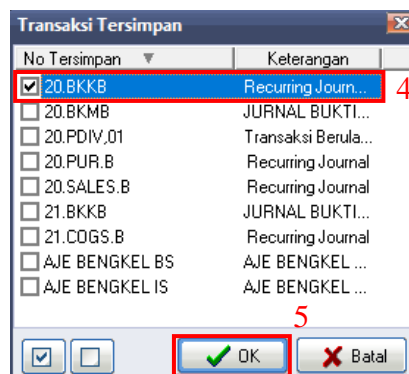 Transaksi Tersimpan
No Tersimpan Keterangan
20.BKKB Recurring Journ... 4
20.BKMB JURNAL BUKTI...
20.PDIV,01 Transaksi Berula...
20.PUR.B Recurring Journal
20.SALES.B Recurring Journal
21.BKKB JURNAL BUKTI...
21.COGS.B Recurring Journal
AJE BENGKEL BS AJE BENGKEL ...
AJE BENGKEL IS AJE BENGKEL ...
5
OK Batal